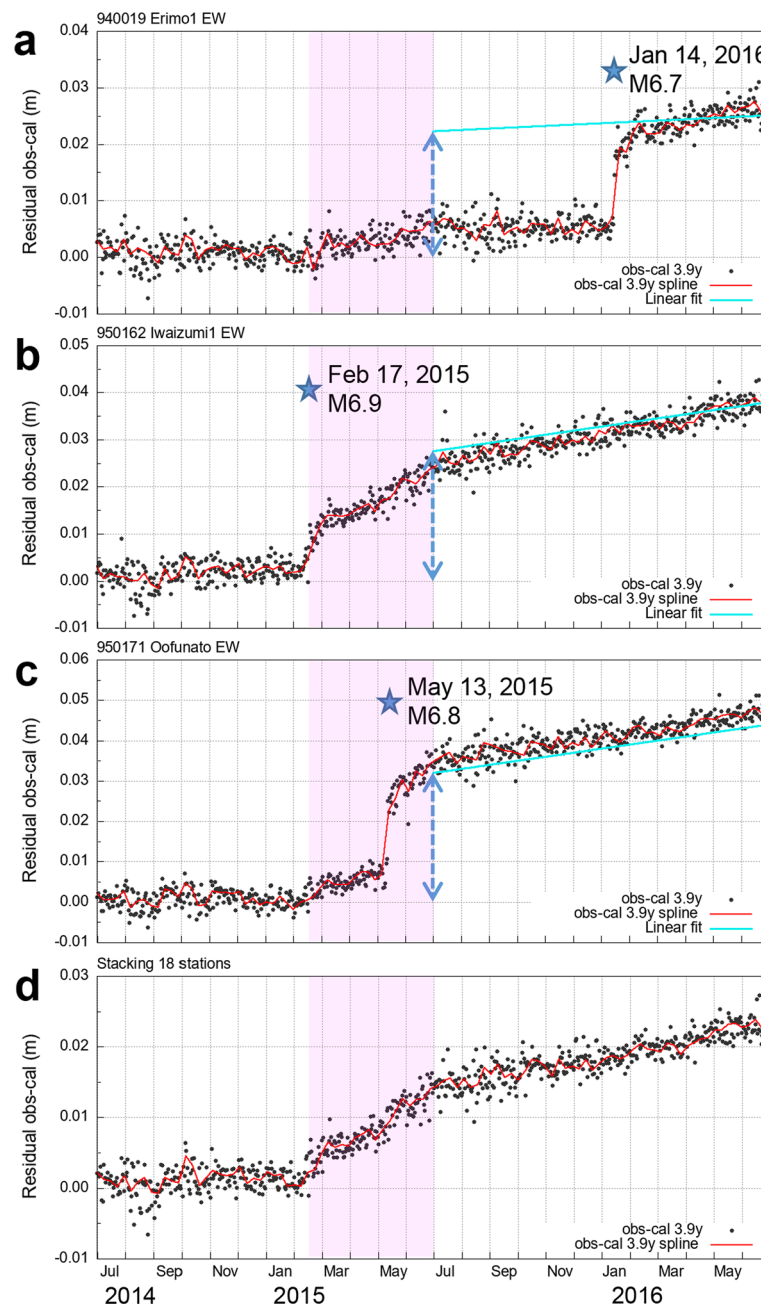 a
940019 Erimo1 EW
0.04
0.03
0.02
0.01
0.00
-0.01
Residual obs-cal (m)
Jan 14, 2016
M6.7
obs-cal 3.9y
obs-cal 3.9y spline
Linear fit
b
950162 Iwaizumi1 EW
0.05
0.04
0.03
0.02
0.01
0.00
-0.01
Residual obs-cal (m)
Feb 17, 2015
M6.9
obs-cal 3.9y
obs-cal 3.9y spline
Linear fit
c
950171 Oofunato EW
0.06
0.05
0.04
0.03
0.02
0.01
0.00
-0.01
Residual obs-cal (m)
May 13, 2015
M6.8
obs-cal 3.9y
obs-cal 3.9y spline
Linear fit
d
Stacking 18 stations
0.03
0.02
0.01
0.00
-0.01
Residual obs-cal (m)
obs-cal 3.9y
obs-cal 3.9y spline
Jul Sep Nov Jan Mar May Jul Sep Nov Jan Mar May
2014 2015 2016